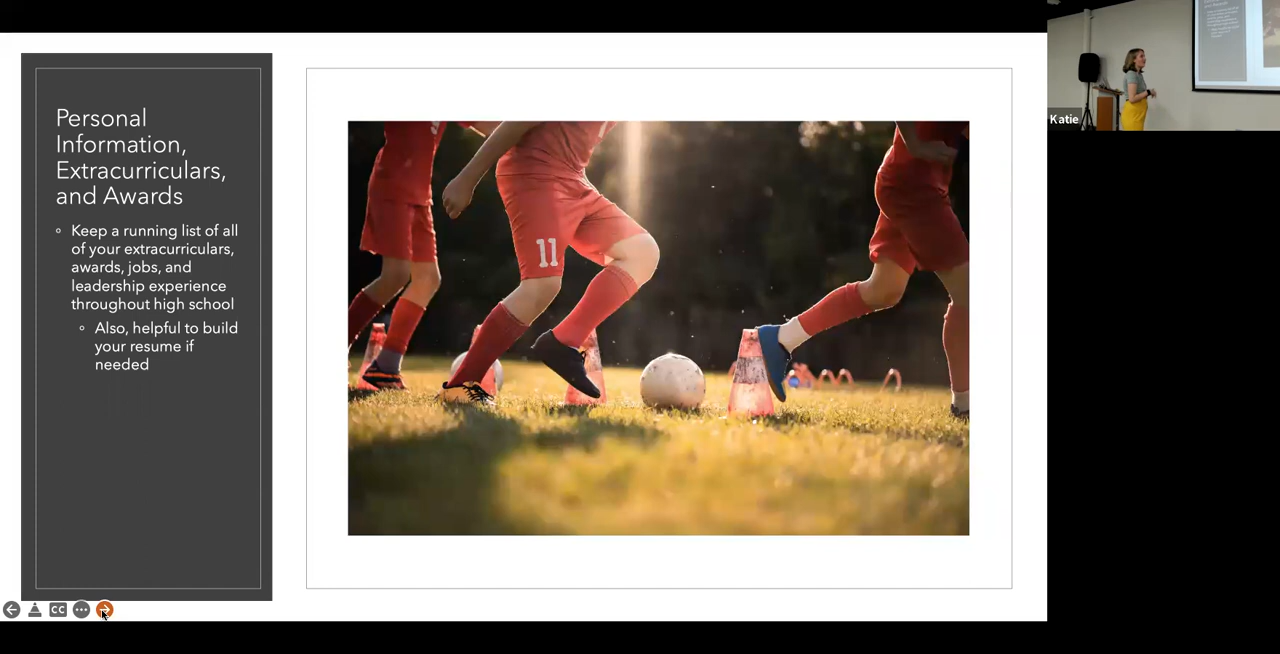 Personal
Information,
Extracurriculars,
and Awards
Keep a running list of all
of your extracurriculars,
awards, jobs, and
leadership experience
throughout high school
Also, helpful to build
your resume if
needed
11
CC
Katie